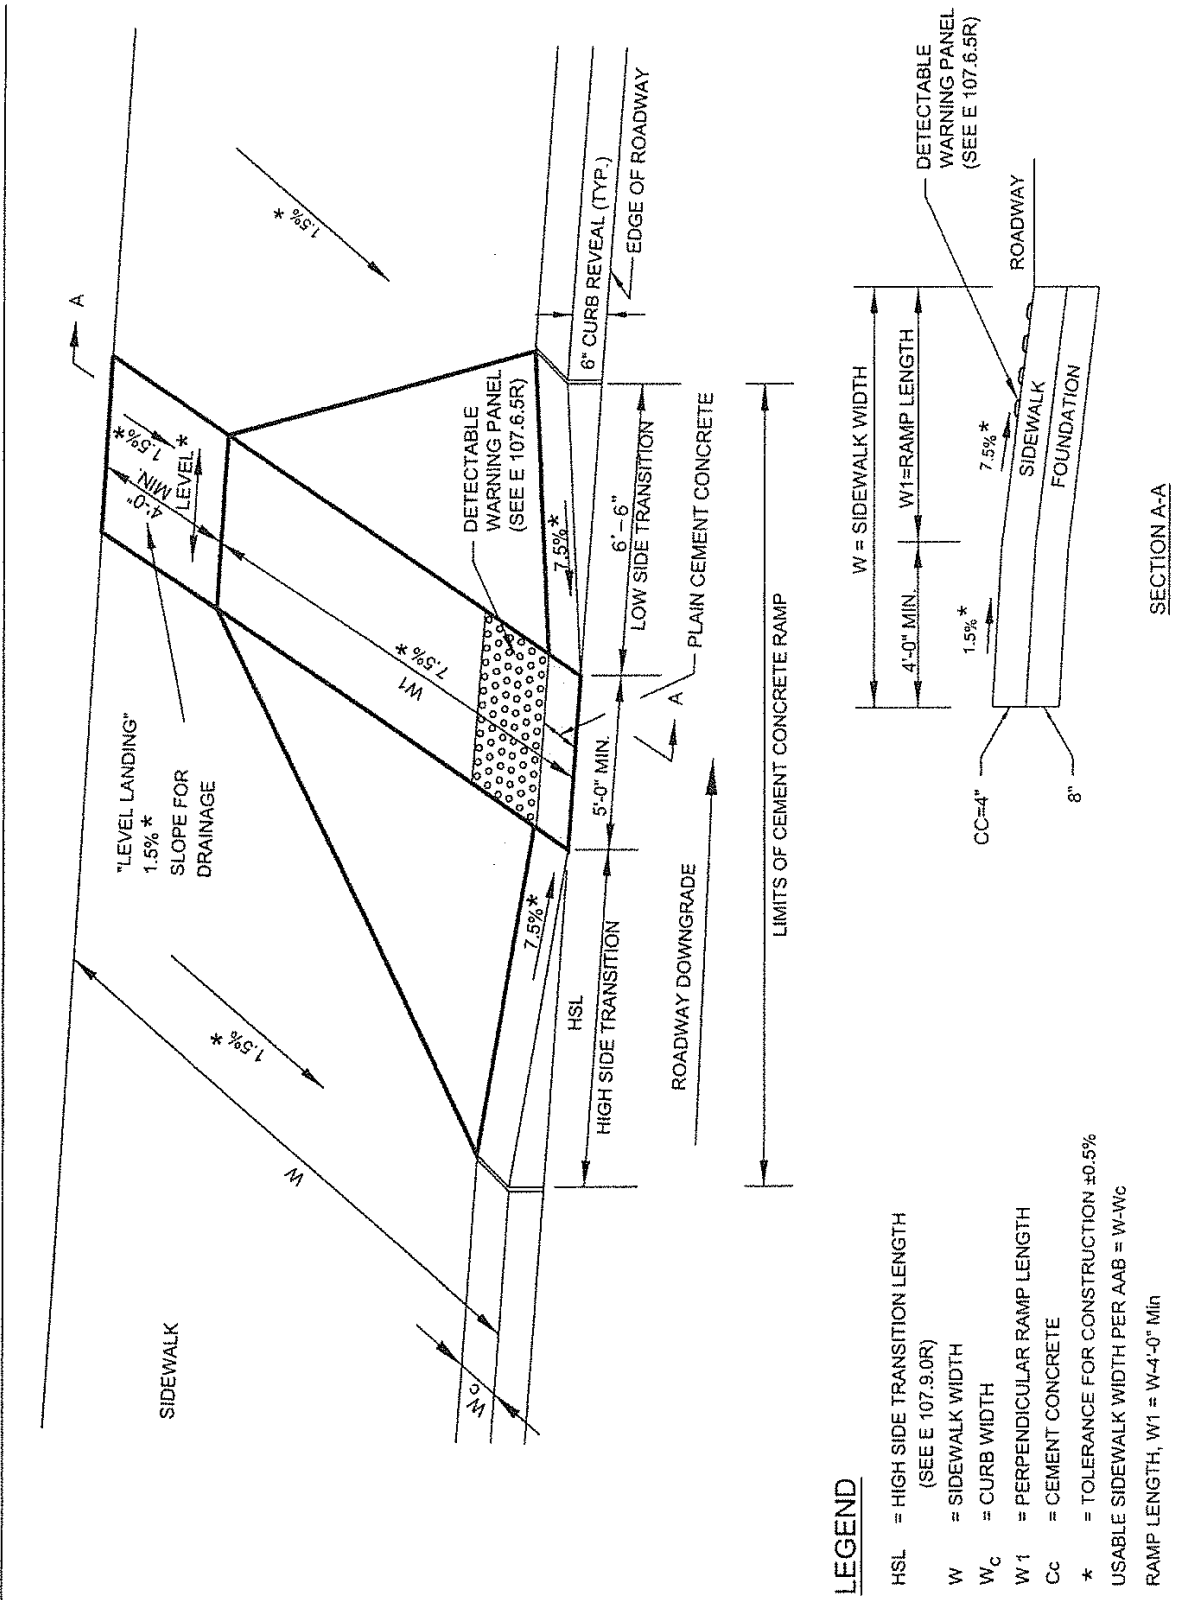 SIDEWALK
"LEVEL LANDING"
1.5% *
SLOPE FOR
DRAINAGE
4'-0"
MIN.
1.5% *
LEVEL *
A
1.5% *
1.5% *
W
Wc
W1
7.5% *
DETECTABLE
WARNING PANEL
(SEE E 107.6.5R)
6" CURB REVEAL (TYP.)
EDGE OF ROADWAY
7.5% *
7.5% *
HSL
HIGH SIDE TRANSITION
5'-0" MIN.
6'-6"
LOW SIDE TRANSITION
A
PLAIN CEMENT CONCRETE
ROADWAY DOWNGRADE
LIMITS OF CEMENT CONCRETE RAMP
LEGEND
HSL = HIGH SIDE TRANSITION LENGTH
(SEE E 107.9.0R)
W = SIDEWALK WIDTH
Wc = CURB WIDTH
W1 = PERPENDICULAR RAMP LENGTH
Cc = CEMENT CONCRETE
* = TOLERANCE FOR CONSTRUCTION ±0.5%
USABLE SIDEWALK WIDTH PER AAB = W-Wc
RAMP LENGTH, W1 = W-4'-0" Min
W = SIDEWALK WIDTH
4'-0" MIN.
W1=RAMP LENGTH
1.5% *
7.5% *
ROADWAY
DETECTABLE
WARNING PANEL
(SEE E 107.6.5R)
SIDEWALK
FOUNDATION
CC=4"
8"
SECTION A-A